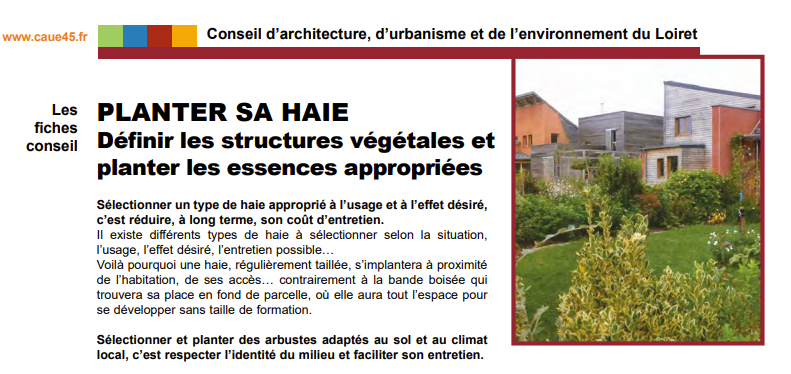 www.caue45.fr
Conseil d'architecture, d'urbanisme et de l'environnement du Loiret
Les
fiches
conseil
PLANTER SA HAIE
Définir les structures végétales et
planter les essences appropriées
Sélectionner un type de haie approprié à l'usage et à l'effet désiré,
c'est réduire, à long terme, son coût d'entretien.
Il existe différents types de haie à sélectionner selon la situation,
l'usage, l'effet désiré, l'entretien possible…
Voilà pourquoi une haie, régulièrement taillée, s'implantera à proximité
de l'habitation, de ses accès… contrairement à la bande boisée qui
trouvera sa place en fond de parcelle, où elle aura tout l'espace pour
se développer sans taille de formation.
Sélectionner et planter des arbustes adaptés au sol et au climat
local, c'est respecter l'identité du milieu et faciliter son entretien.